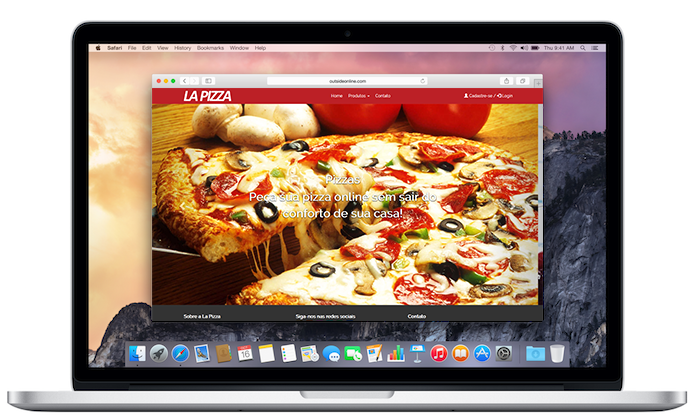 Safari File Edit View History Bookmarks Window Help
Thu 9:41 AM
outsideonline.com
LA PIZZA
Home Produtos Contato
Cadastre-se / Login
Pizzas
Peça sua pizza online sem sair do
conforto de sua casa!
Sobre a La Pizza
Siga-nos nas redes sociais
Contato
16